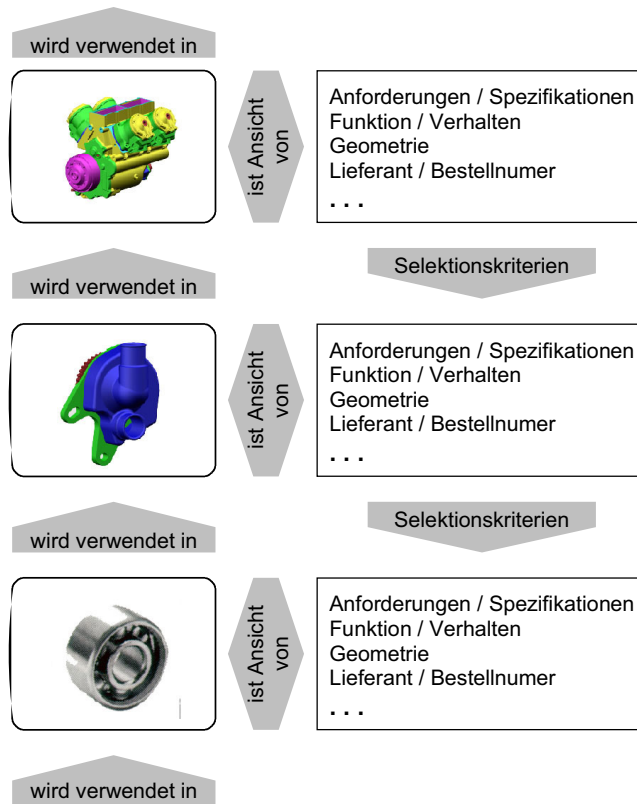 wird verwendet in
ist Ansicht
von
Anforderungen / Spezifikationen
Funktion / Verhalten
Geometrie
Lieferant / Bestellnumer
. . .
wird verwendet in
Selektionskriterien
ist Ansicht
von
Anforderungen / Spezifikationen
Funktion / Verhalten
Geometrie
Lieferant / Bestellnumer
. . .
wird verwendet in
Selektionskriterien
ist Ansicht
von
Anforderungen / Spezifikationen
Funktion / Verhalten
Geometrie
Lieferant / Bestellnumer
. . .
wird verwendet in